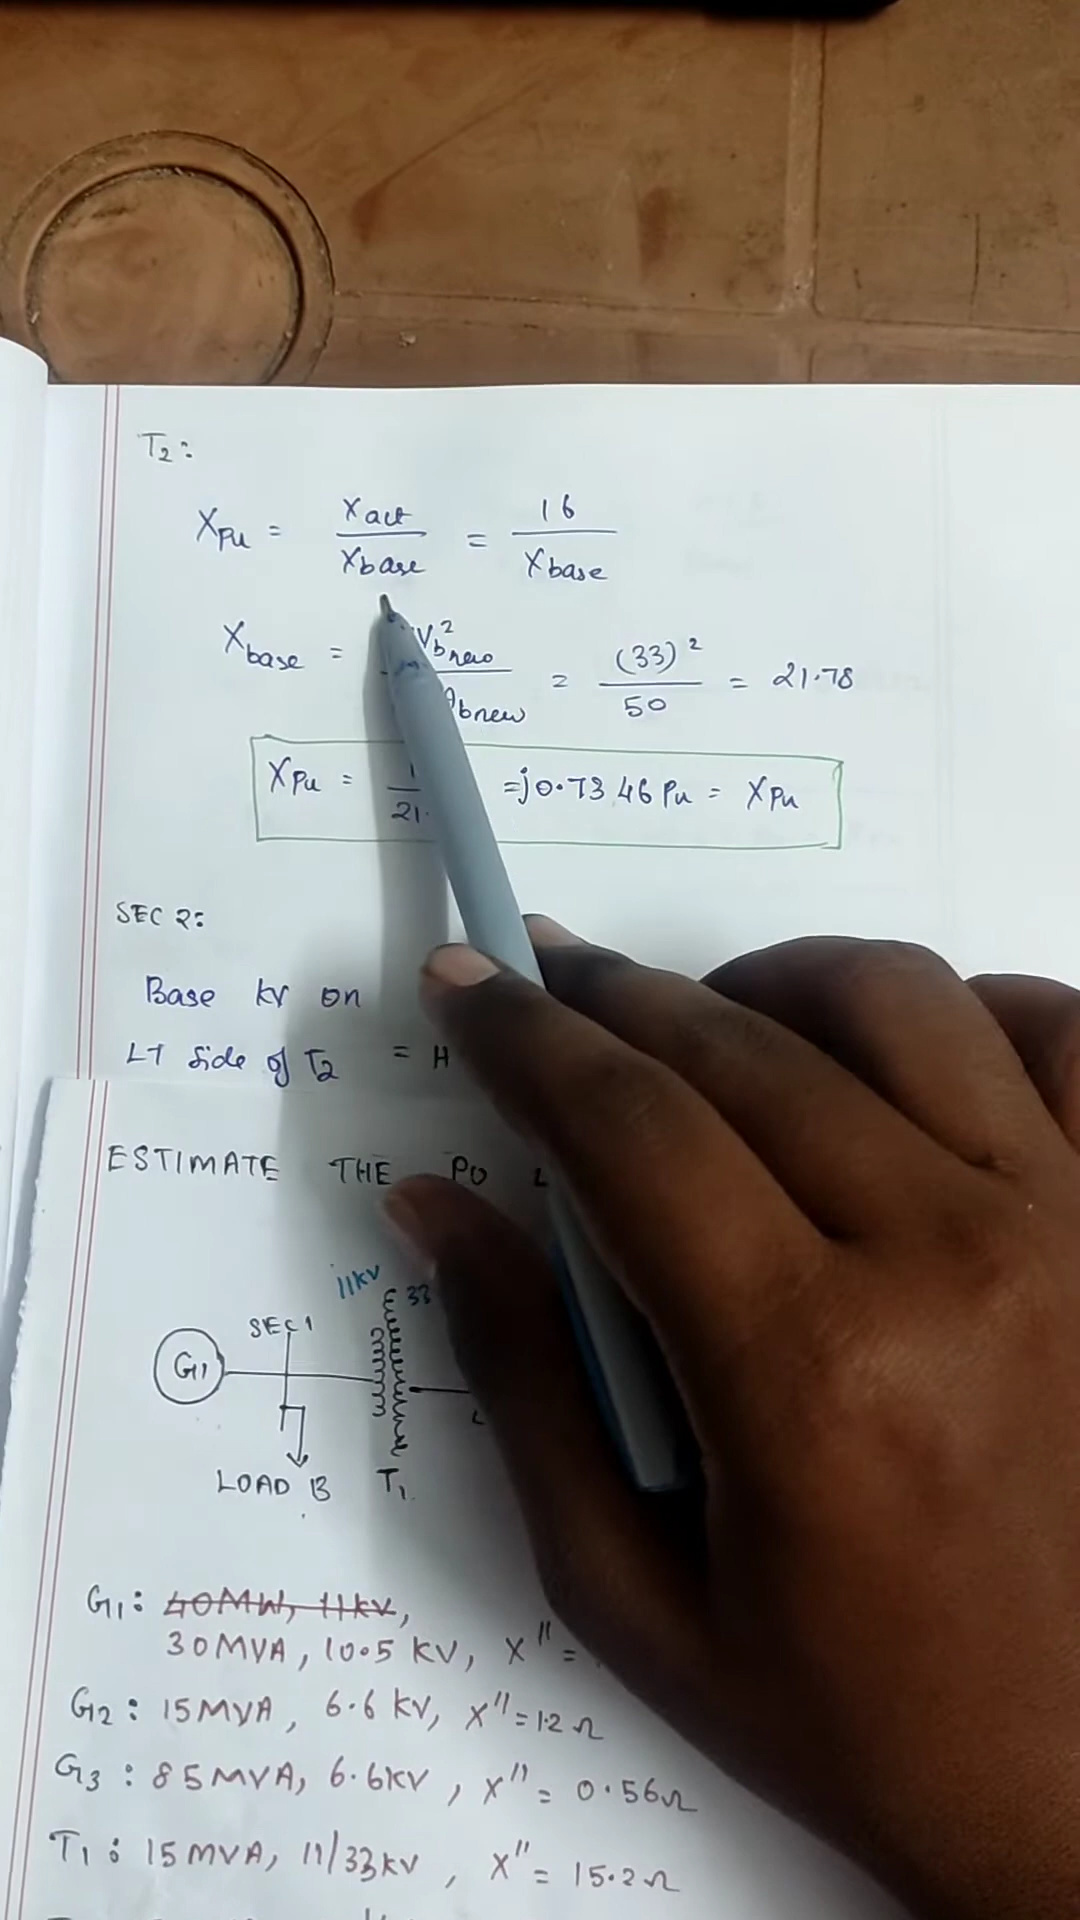 T2:
Xpu = Xact / Xbase = 16 / Xbase
Xbase = Vb²new / bnew = (33)² / 50 = 21.78
Xpu = 21. =j0.7346 Pu = Xpu
SEC 2:
Base kv on
LT side of T2 = H
ESTIMATE THE
11KV 33
SEC 1
G1
LOAD B T1.
G1: 40MW, 11kV,
30MVA, 10.5 KV, X" =
G2: 15MVA, 6.6 KV, X"=1.2 Ω
G3: 85MVA, 6.6KV, X" = 0.56Ω
T1: 15MVA, 11/33kV, X" = 15.2Ω